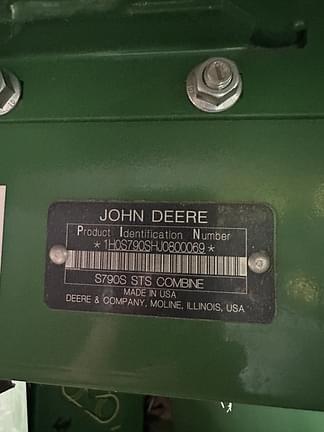 JOHN DEERE
Product Identification Number
*1H0S790SHJ0800069*
S790S STS COMBINE
MADE IN USA
DEERE & COMPANY, MOLINE, ILLINOIS, USA